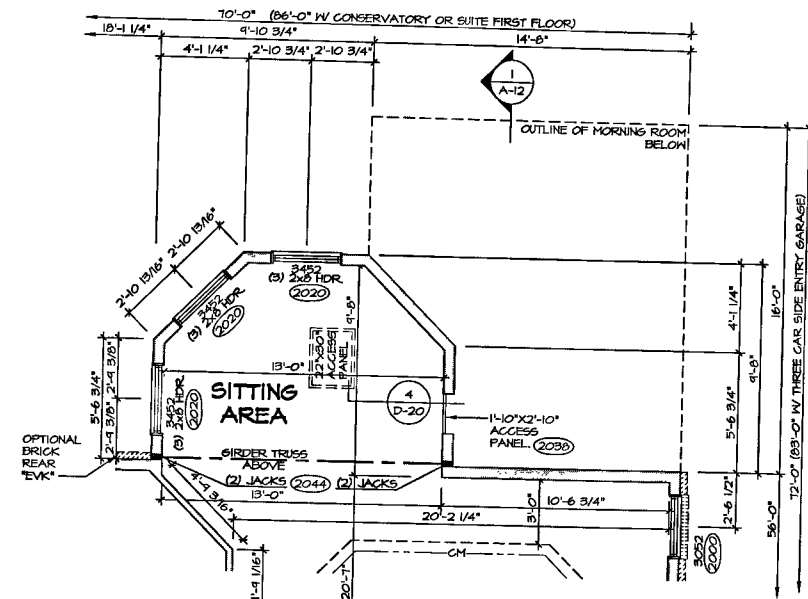 70'-0" (86'-0" W/ CONSERVATORY OR SUITE FIRST FLOOR)
18'-1 1/4"
9'-10 3/4"
14'-8"
4'-1 1/4"
2'-10 3/4"
2'-10 3/4"
1
A-12
OUTLINE OF MORNING ROOM
BELOW
72'-0" (83'-0" W/ THREE CAR SIDE ENTRY GARAGE)
2'-10 13/16"
2'-10 13/16"
3452
(3) 2x8 HDR.
2020
3452
(3) 2x8 HDR.
2020
9'-8"
22"X30"
ACCESS
PANEL
4'-1 1/4"
16'-0"
9'-8"
13'-0"
5'-6 3/4"
2'-9 3/8"
2'-9 3/8"
3452
(3) 2x8 HDR.
2020
SITTING
AREA
4
D-20
1'-10"X2'-10"
ACCESS
PANEL.
2038
5'-6 3/4"
OPTIONAL
BRICK
REAR
"EVK"
GIRDER TRUSS
ABOVE
(2) JACKS
2044
(2) JACKS
4'-9 3/16"
13'-0"
10'-6 3/4"
20'-2 1/4"
3'-0"
2'-6 1/2"
56'-0"
3052
2000
CM
1'-9 1/16"
20'-7"